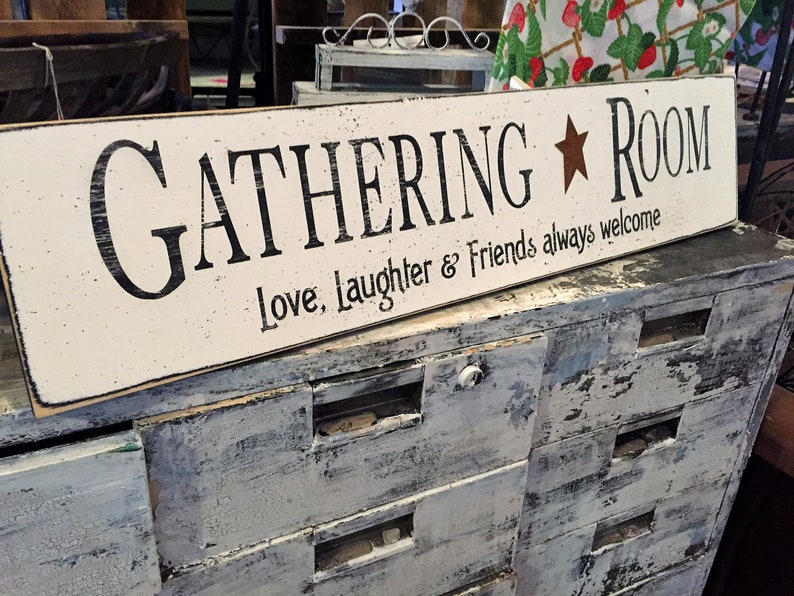 Gathering Room
Love, Laughter & Friends always welcome